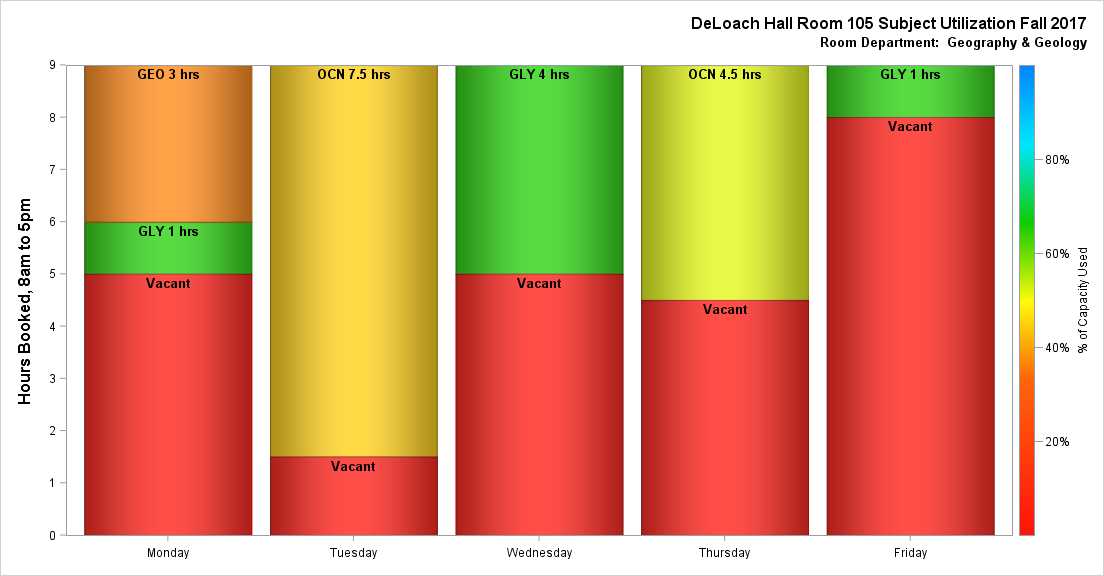 DeLoach Hall Room 105 Subject Utilization Fall 2017
Room Department: Geography & Geology
Hours Booked, 8am to 5pm
9
8
7
6
5
4
3
2
1
0
GEO 3 hrs
GLY 1 hrs
Vacant
OCN 7.5 hrs
Vacant
GLY 4 hrs
Vacant
OCN 4.5 hrs
Vacant
GLY 1 hrs
Vacant
Monday
Tuesday
Wednesday
Thursday
Friday
80%
60%
40%
20%
% of Capacity Used